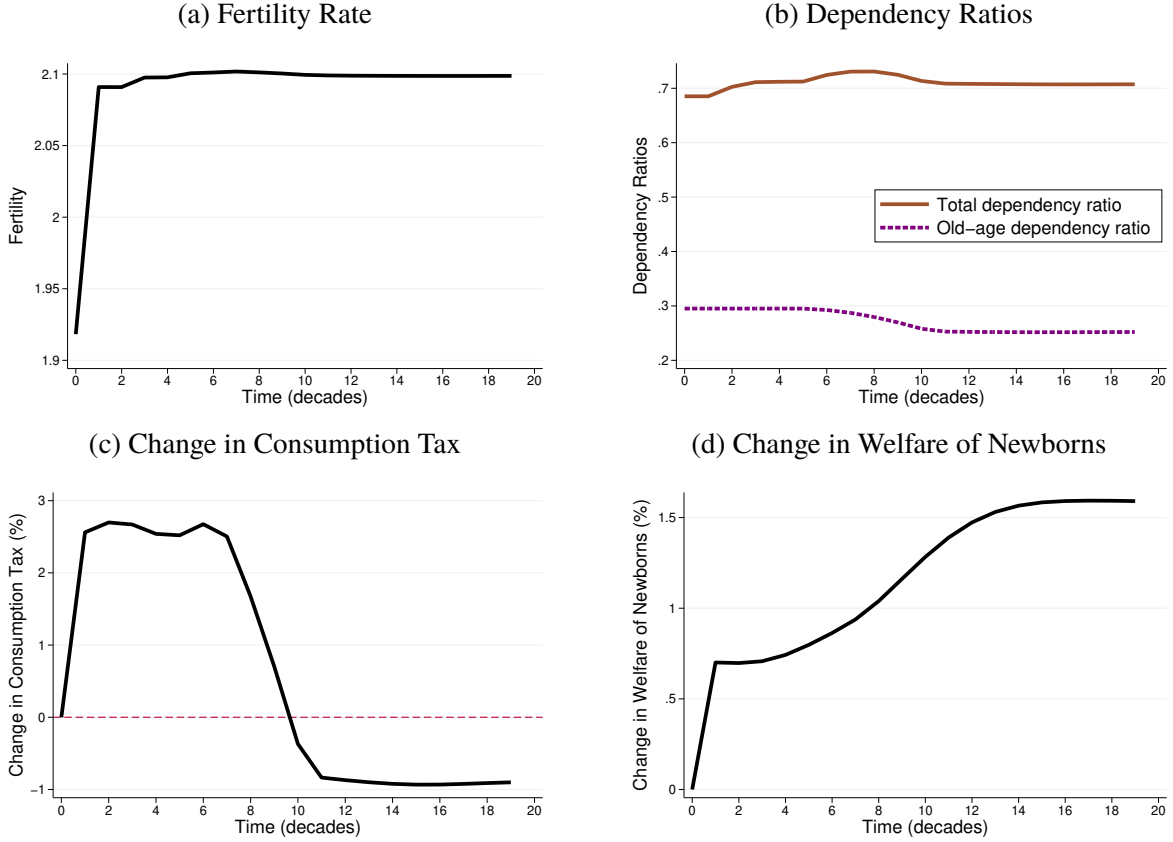 (a) Fertility Rate
2.1
2.05
2
1.95
1.9
Fertility
0 2 4 6 8 10 12 14 16 18 20
Time (decades)
(b) Dependency Ratios
.7
.6
.5
.4
.3
.2
Dependency Ratios
Total dependency ratio
Old−age dependency ratio
0 2 4 6 8 10 12 14 16 18 20
Time (decades)
(c) Change in Consumption Tax
3
2
1
0
−1
Change in Consumption Tax (%)
0 2 4 6 8 10 12 14 16 18 20
Time (decades)
(d) Change in Welfare of Newborns
1.5
1
.5
0
Change in Welfare of Newborns (%)
0 2 4 6 8 10 12 14 16 18 20
Time (decades)